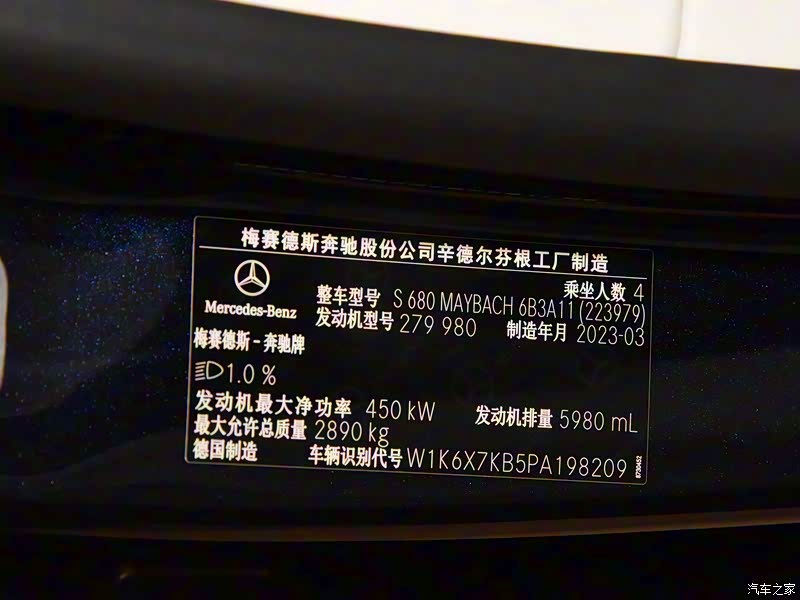 梅赛德斯奔驰股份公司辛德尔芬根工厂制造
乘坐人数 4
Mercedes-Benz
整车型号 S 680 MAYBACH 6B3A11 (223979)
发动机型号 279 980 制造年月 2023-03
梅赛德斯-奔驰牌
1.0 %
发动机最大净功率 450 kW 发动机排量 5980 mL
最大允许总质量 2890 kg
德国制造 车辆识别代号 W1K6X7KB5PA198209
汽车之家